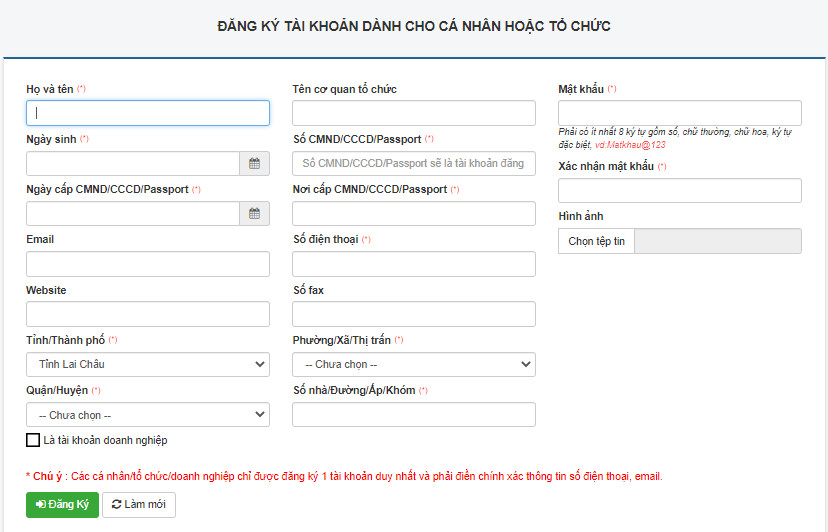 ĐĂNG KÝ TÀI KHOẢN DÀNH CHO CÁ NHÂN HOẶC TỔ CHỨC
Họ và tên (*)
Tên cơ quan tổ chức
Mật khẩu (*)
Phải có ít nhất 8 ký tự gồm số, chữ thường, chữ hoa, ký tự
đặc biệt, vd:Matkhau@123
Ngày sinh (*)
Số CMND/CCCD/Passport (*)
Số CMND/CCCD/Passport sẽ là tài khoản đăng
Xác nhận mật khẩu (*)
Ngày cấp CMND/CCCD/Passport (*)
Nơi cấp CMND/CCCD/Passport (*)
Hình ảnh
Chọn tệp tin
Email
Số điện thoại (*)
Website
Số fax
Tỉnh/Thành phố (*)
Tỉnh Lai Châu
Phường/Xã/Thị trấn (*)
-- Chưa chọn --
Quận/Huyện (*)
-- Chưa chọn --
Số nhà/Đường/Ấp/Khóm (*)
Là tài khoản doanh nghiệp
* Chú ý : Các cá nhân/tổ chức/doanh nghiệp chỉ được đăng ký 1 tài khoản duy nhất và phải điền chính xác thông tin số điện thoại, email.
Đăng Ký
Làm mới